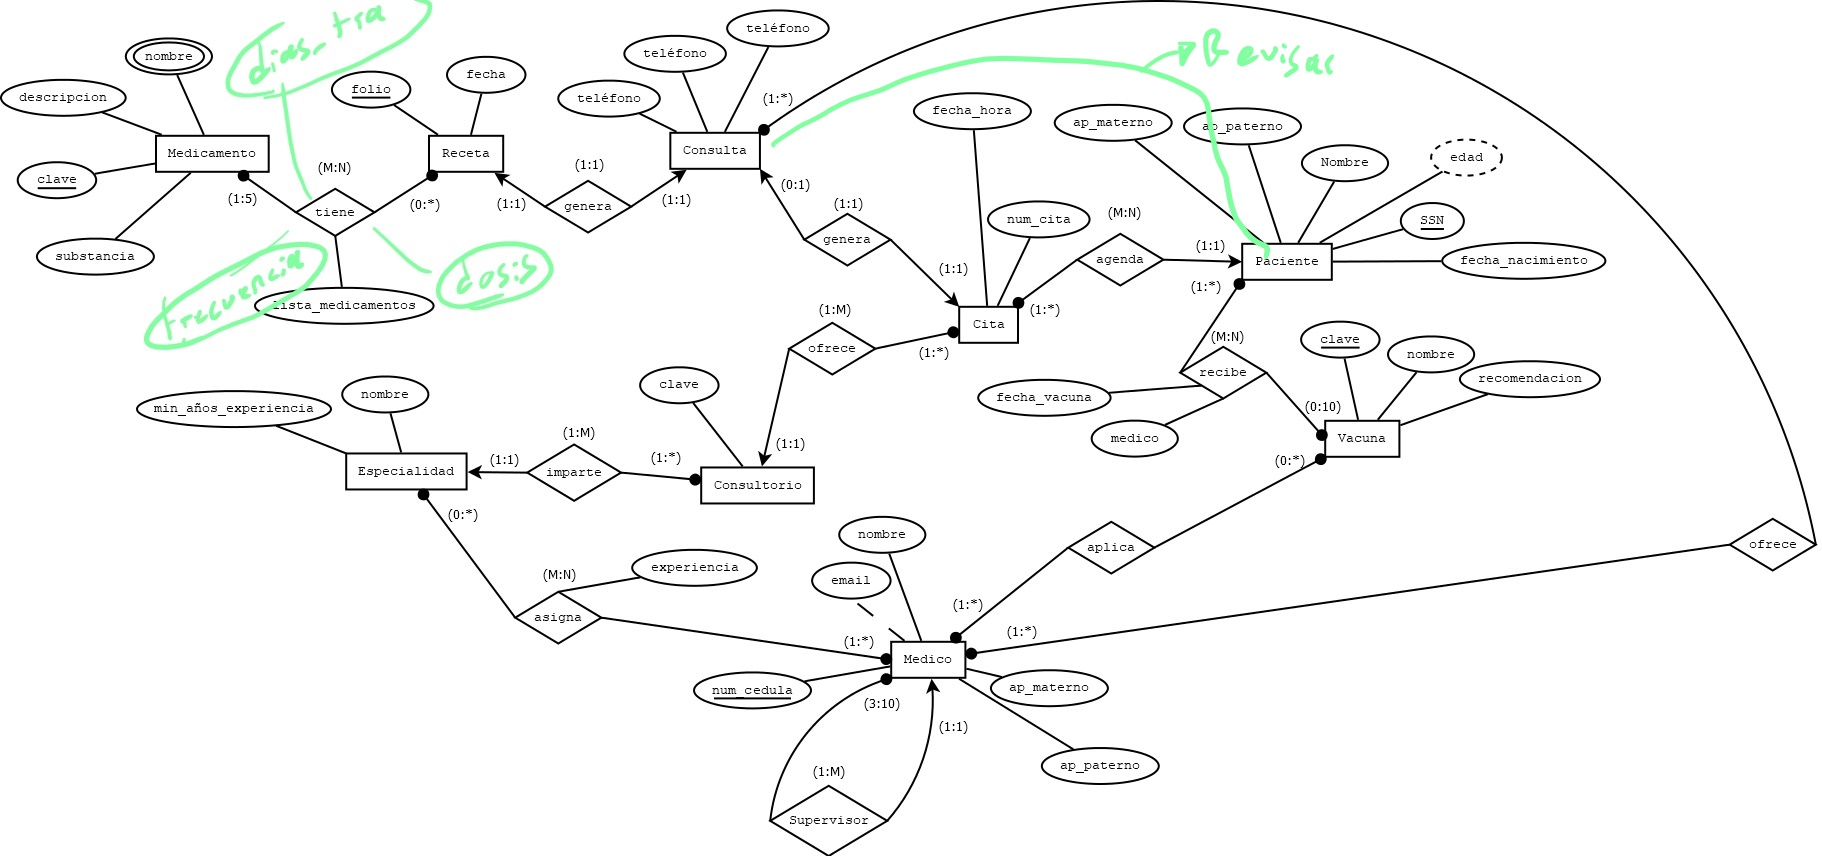 dias_tra
teléfono
teléfono
teléfono
Revisar
nombre
fecha
folio
descripcion
(1:*)
fecha_hora
ap_materno
ap_paterno
Nombre
edad
Medicamento
Receta
Consulta
clave
(M:N)
(1:1)
(1:5)
tiene
(0:*)
(1:1)
genera
(1:1)
(0:1)
(1:1)
genera
num_cita
(M:N)
SSN
substancia
frecuencia
dosis
lista_medicamentos
agenda
(1:1)
Paciente
fecha_nacimiento
(1:1)
(1:*)
(1:*)
Cita
(1:M)
ofrece
(1:*)
(M:N)
recibe
clave
nombre
recomendacion
fecha_vacuna
medico
(0:10)
Vacuna
(0:*)
min_años_experiencia
nombre
clave
(1:M)
(1:1)
Especialidad
(1:1)
imparte
(1:*)
Consultorio
(0:*)
(M:N)
experiencia
asigna
(1:*)
nombre
email
aplica
ofrece
(1:*)
(1:*)
Medico
num_cedula
ap_materno
(3:10)
(1:1)
ap_paterno
(1:M)
Supervisor